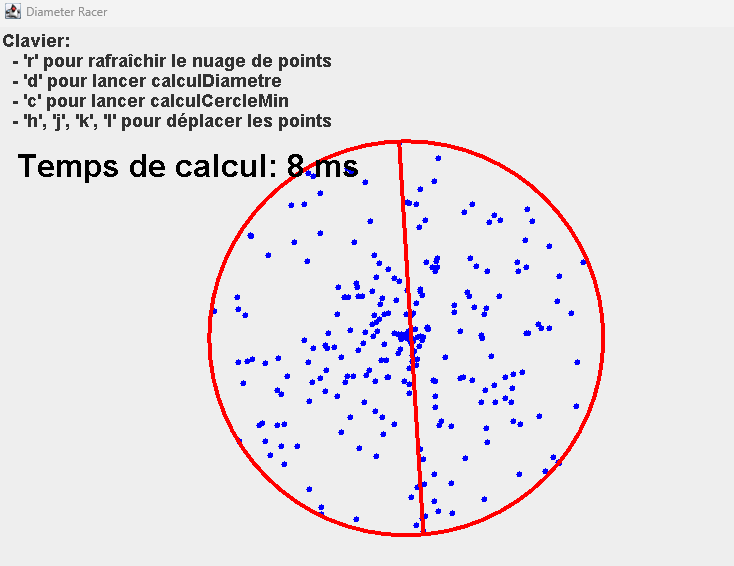 Diameter Racer
Clavier:
- 'r' pour rafraîchir le nuage de points
- 'd' pour lancer calculDiametre
- 'c' pour lancer calculCercleMin
- 'h', 'j', 'k', 'l' pour déplacer les points
Temps de calcul: 8 ms